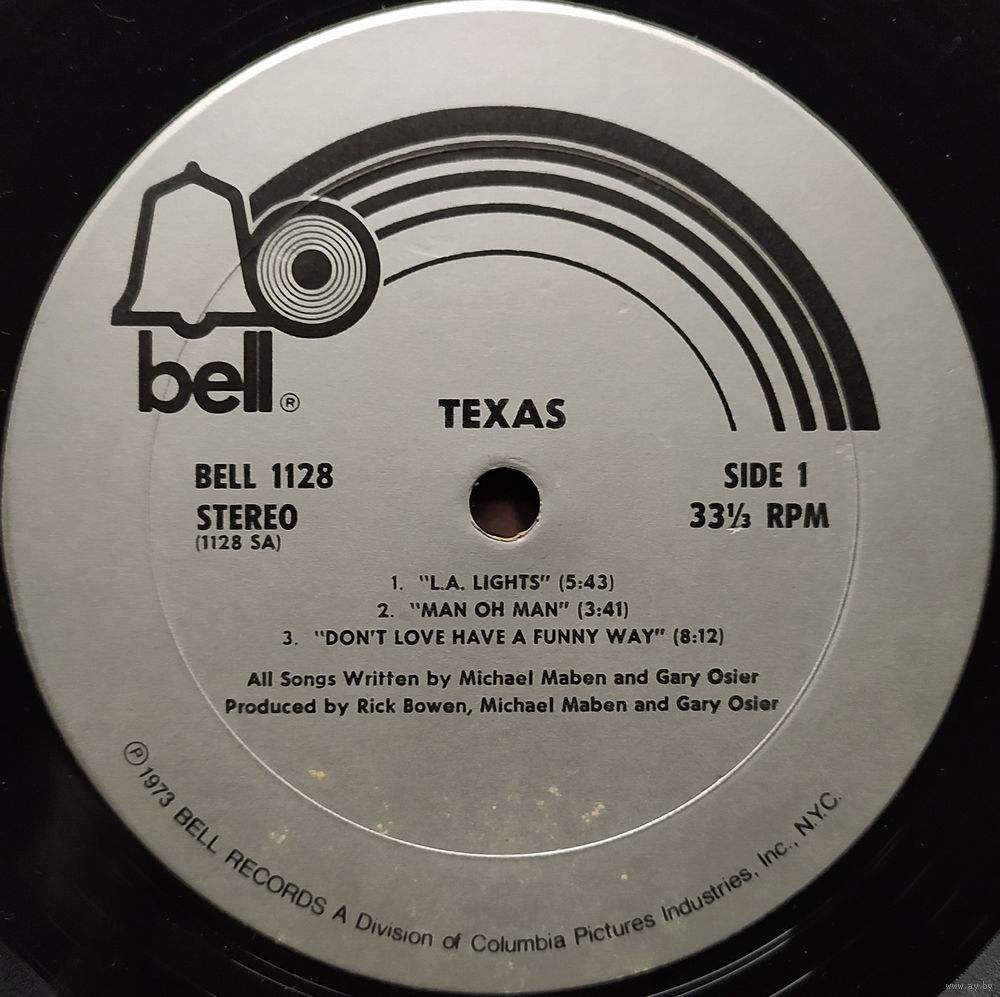 bell®
TEXAS
BELL 1128
SIDE 1
STEREO
33⅓ RPM
(1128 SA)
1. "L.A. LIGHTS" (5:43)
2. "MAN OH MAN" (3:41)
3. "DON'T LOVE HAVE A FUNNY WAY" (8:12)
All Songs Written by Michael Maben and Gary Osier
Produced by Rick Bowen, Michael Maben and Gary Osier
℗ 1973 BELL RECORDS A Division of Columbia Pictures Industries, Inc., N.Y.C.
www.ay.by